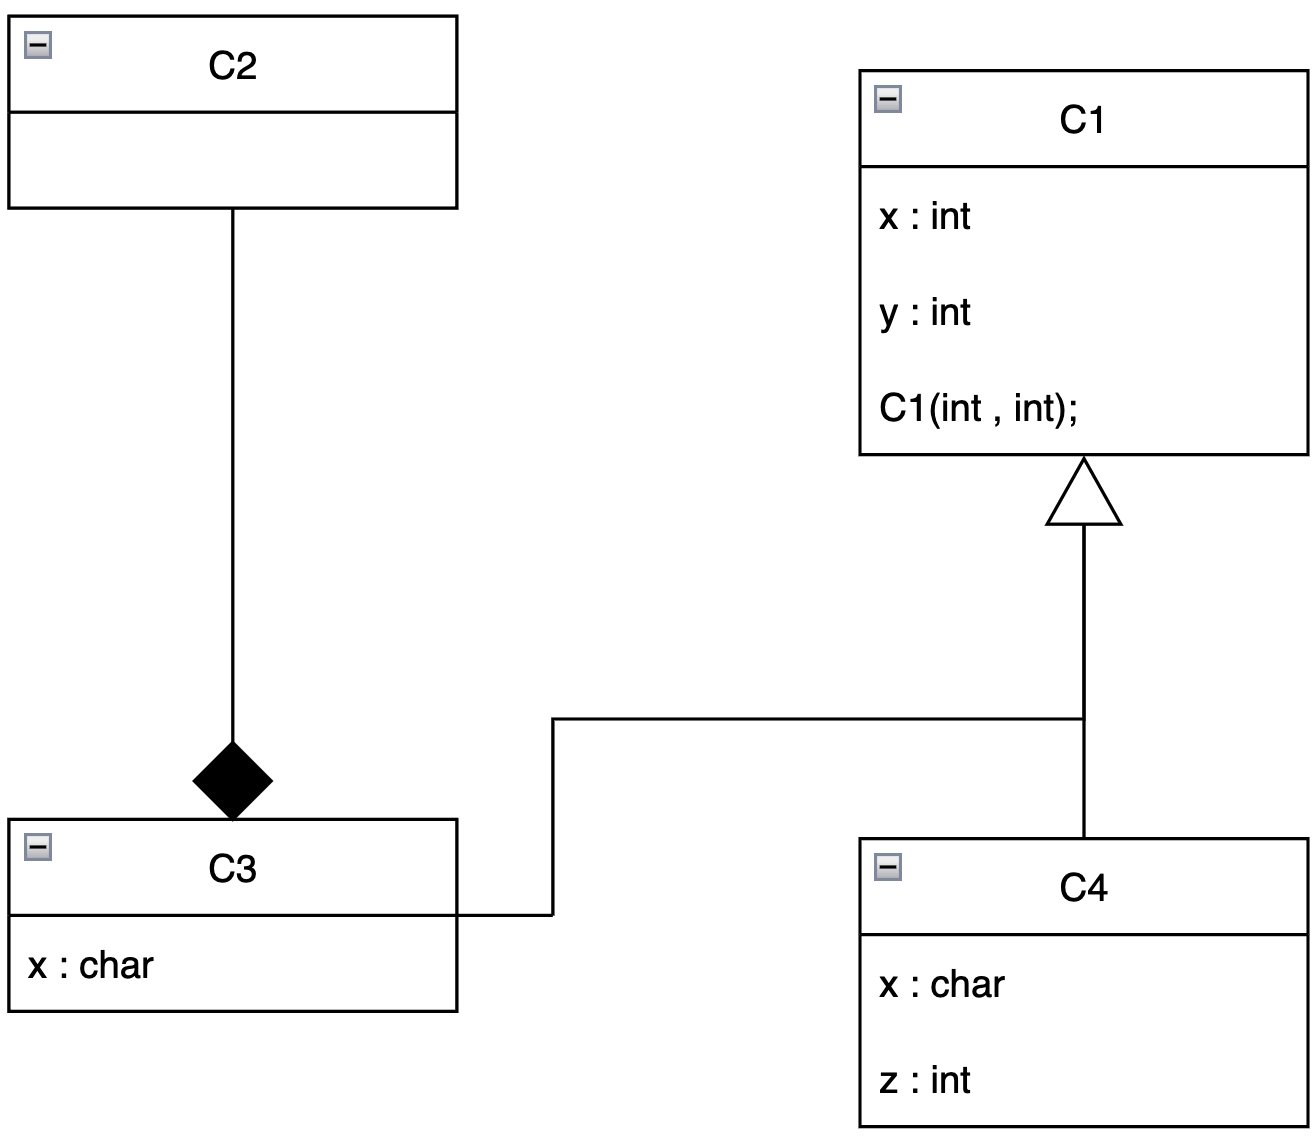 C2
C1
x : int
y : int
C1(int , int);
C3
x : char
C4
x : char
z : int